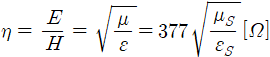 η = E/H = √(μ/ε) = 377√(μ_S/ε_S) [Ω]